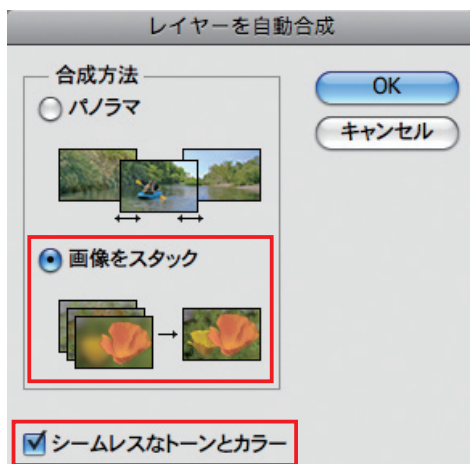 レイヤーを自動合成
合成方法
パノラマ
画像をスタック
シームレスなトーンとカラー
OK
キャンセル